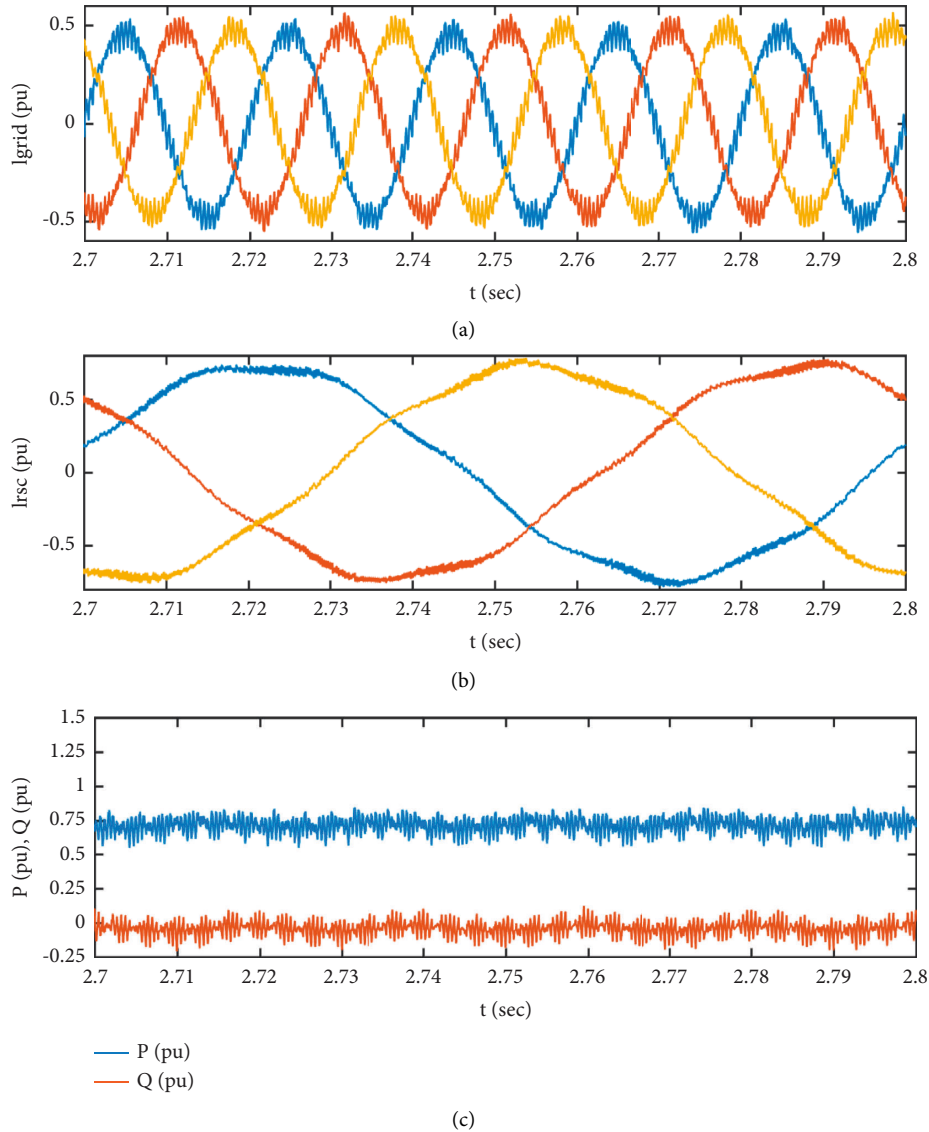 0.5
0
-0.5
Igrid (pu)
2.7 2.71 2.72 2.73 2.74 2.75 2.76 2.77 2.78 2.79 2.8
t (sec)
(a)
0.5
0
-0.5
Irsc (pu)
2.7 2.71 2.72 2.73 2.74 2.75 2.76 2.77 2.78 2.79 2.8
t (sec)
(b)
1.5
1.25
1
0.75
0.5
0.25
0
-0.25
P (pu), Q (pu)
2.7 2.71 2.72 2.73 2.74 2.75 2.76 2.77 2.78 2.79 2.8
t (sec)
P (pu)
Q (pu)
(c)